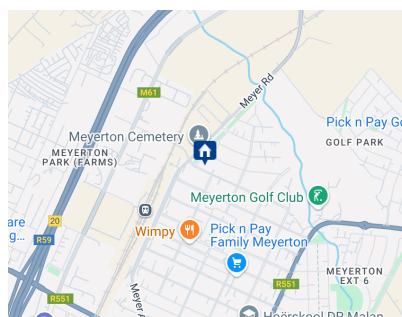 M61
Meyer Rd
Pick n Pay Go
Meyerton Cemetery
GOLF PARK
MEYERTON
PARK (FARMS)
Meyerton Golf Club
are
g...
20
R59
Wimpy
Pick n Pay
Family Meyerton
MEYERTON
EXT 6
R551
R551
Meyer A
Hoërskool DR Malan